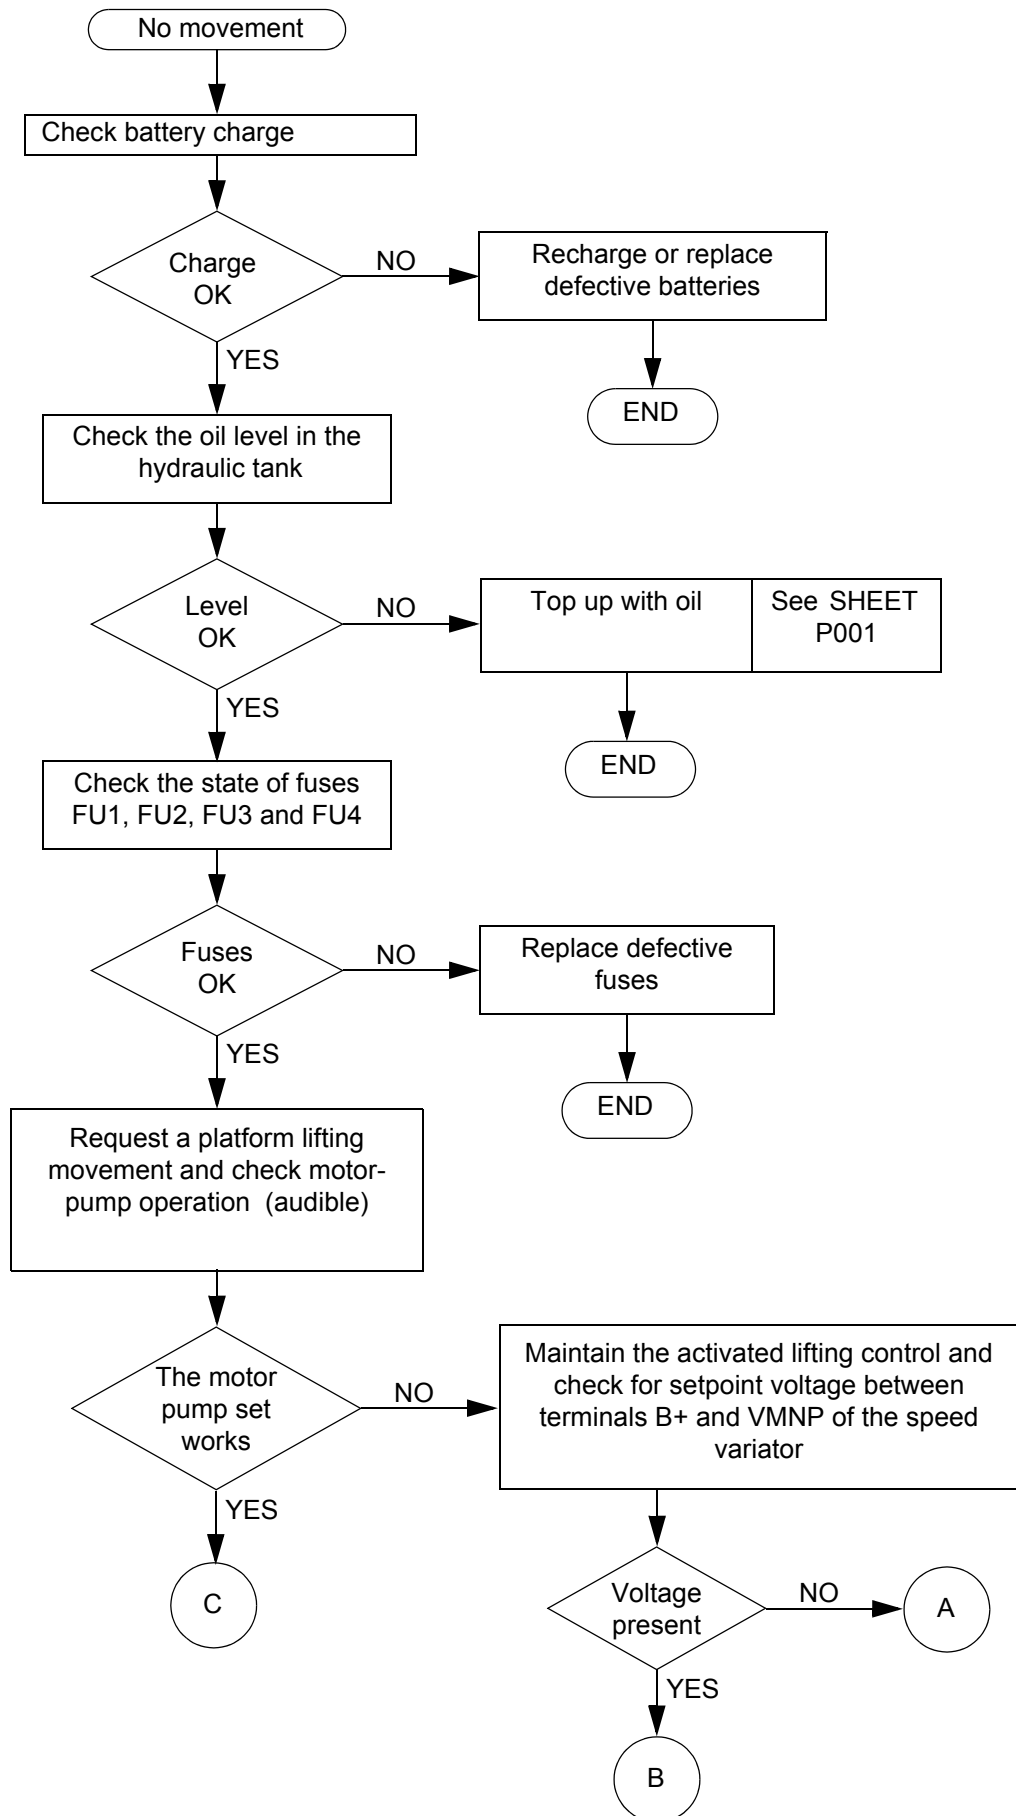 No movement
Check battery charge
Charge
OK
NO
Recharge or replace
defective batteries
YES
END
Check the oil level in the
hydraulic tank
Level
OK
NO
Top up with oil
See SHEET
P001
YES
END
Check the state of fuses
FU1, FU2, FU3 and FU4
Fuses
OK
NO
Replace defective
fuses
YES
END
Request a platform lifting
movement and check motor-
pump operation (audible)
The motor
pump set
works
NO
Maintain the activated lifting control and
check for setpoint voltage between
terminals B+ and VMNP of the speed
variator
YES
C
Voltage
present
NO
A
YES
B